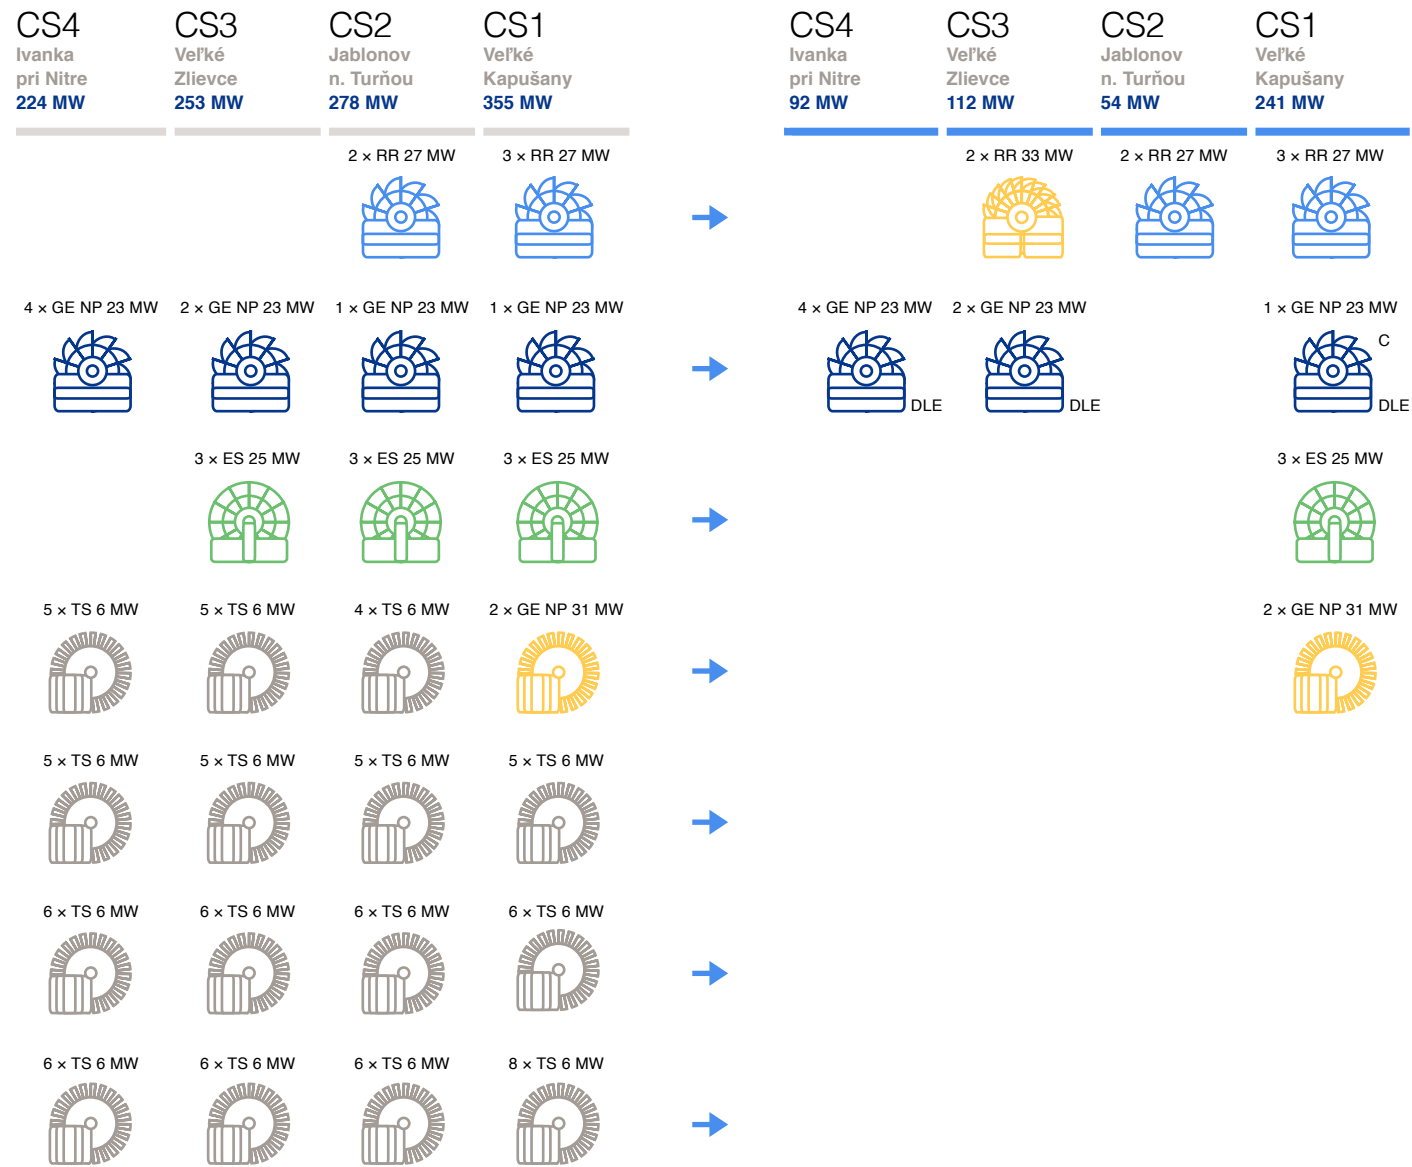 CS4
Ivanka
pri Nitre
224 MW
CS3
Veľké
Zlievce
253 MW
CS2
Jablonov
n. Turňou
278 MW
CS1
Veľké
Kapušany
355 MW
CS4
Ivanka
pri Nitre
92 MW
CS3
Veľké
Zlievce
112 MW
CS2
Jablonov
n. Turňou
54 MW
CS1
Veľké
Kapušany
241 MW
2 × RR 27 MW
3 × RR 27 MW
2 × RR 33 MW
2 × RR 27 MW
3 × RR 27 MW
4 × GE NP 23 MW
2 × GE NP 23 MW
1 × GE NP 23 MW
1 × GE NP 23 MW
4 × GE NP 23 MW
DLE
2 × GE NP 23 MW
DLE
1 × GE NP 23 MW
C
DLE
3 × ES 25 MW
3 × ES 25 MW
3 × ES 25 MW
3 × ES 25 MW
5 × TS 6 MW
5 × TS 6 MW
4 × TS 6 MW
2 × GE NP 31 MW
2 × GE NP 31 MW
5 × TS 6 MW
5 × TS 6 MW
5 × TS 6 MW
5 × TS 6 MW
6 × TS 6 MW
6 × TS 6 MW
6 × TS 6 MW
6 × TS 6 MW
6 × TS 6 MW
6 × TS 6 MW
6 × TS 6 MW
8 × TS 6 MW